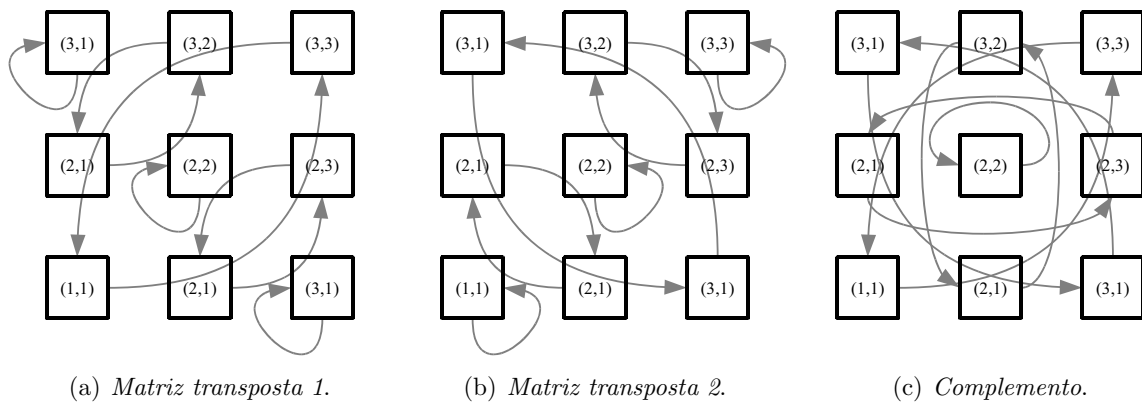 (3,1) (3,2) (3,3) (3,1) (3,2) (3,3) (3,1) (3,2) (3,3)
(2,1) (2,2) (2,3) (2,1) (2,2) (2,3) (2,1) (2,2) (2,3)
(1,1) (2,1) (3,1) (1,1) (2,1) (3,1) (1,1) (2,1) (3,1)
(a) Matriz transposta 1. (b) Matriz transposta 2. (c) Complemento.